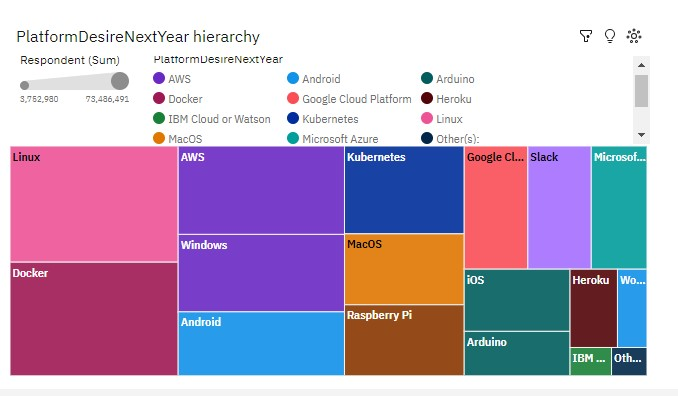 PlatformDesireNextYear hierarchy
Respondent (Sum)
3,752,980 73,486,491
PlatformDesireNextYear
AWS Android Arduino
Docker Google Cloud Platform Heroku
IBM Cloud or Watson Kubernetes Linux
MacOS Microsoft Azure Other(s):
Linux AWS Kubernetes Google Cl... Slack Microsof...
Windows MacOS
Docker iOS Heroku Wo...
Android Raspberry Pi
Arduino IBM ... Oth...